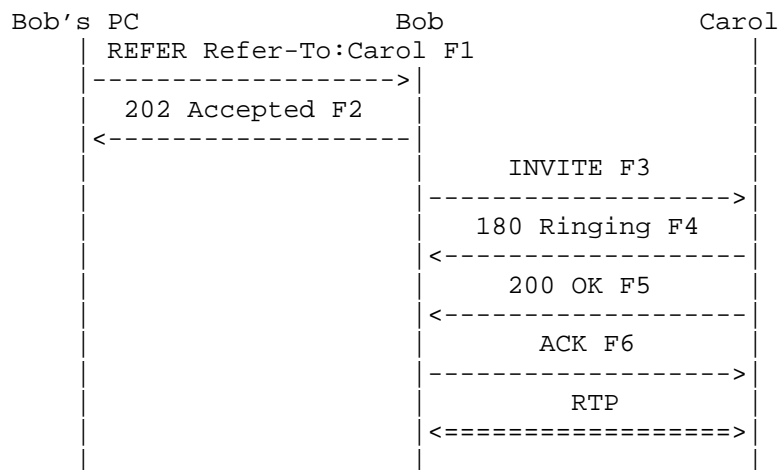 Bob's PC Bob Carol
REFER Refer-To:Carol F1
202 Accepted F2
INVITE F3
180 Ringing F4
200 OK F5
ACK F6
RTP